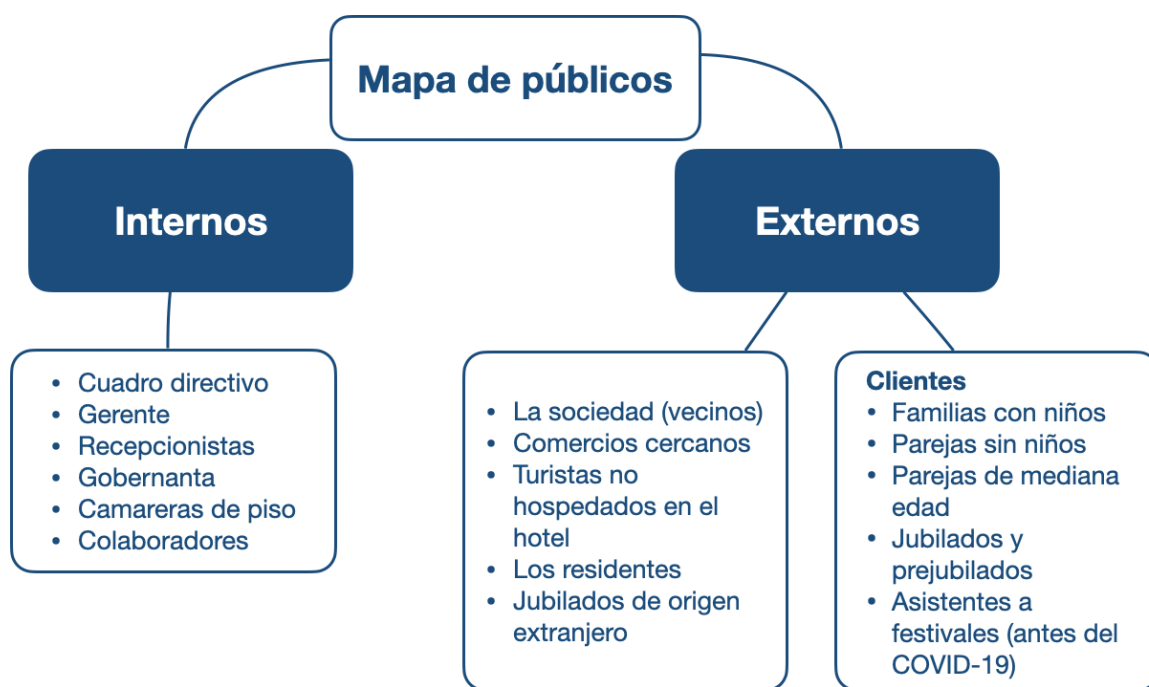 Mapa de públicos
Internos
Externos
• Cuadro directivo
• Gerente
• Recepcionistas
• Gobernanta
• Camareras de piso
• Colaboradores
• La sociedad (vecinos)
• Comercios cercanos
• Turistas no
hospedados en el
hotel
• Los residentes
• Jubilados de origen
extranjero
Clientes
• Familias con niños
• Parejas sin niños
• Parejas de mediana
edad
• Jubilados y
prejubilados
• Asistentes a
festivales (antes del
COVID-19)